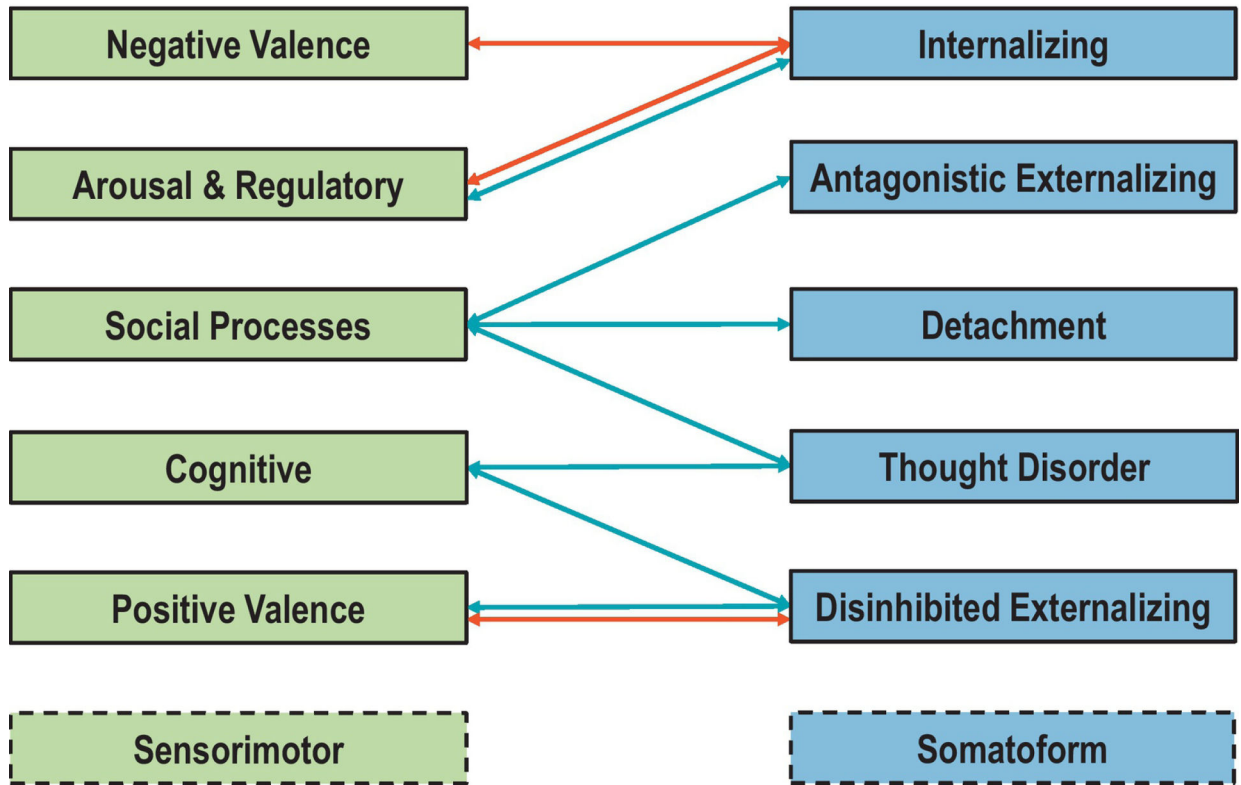 Negative Valence
Internalizing
Arousal & Regulatory
Antagonistic Externalizing
Social Processes
Detachment
Cognitive
Thought Disorder
Positive Valence
Disinhibited Externalizing
Sensorimotor
Somatoform